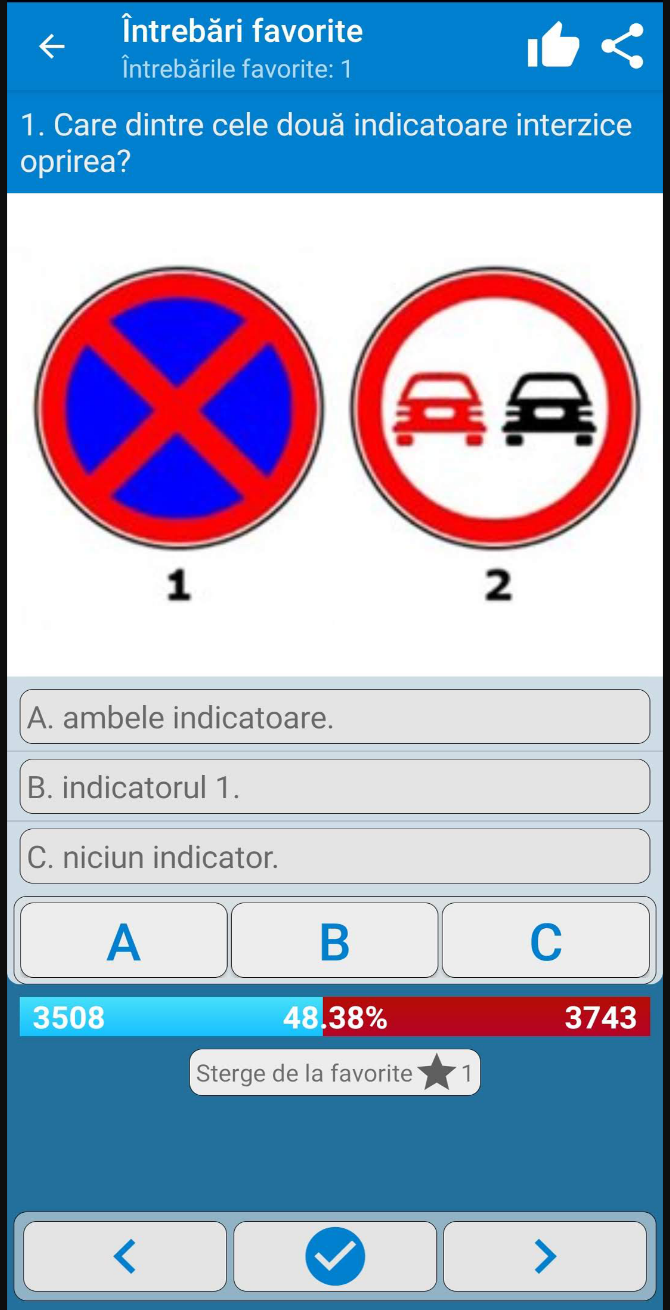 Întrebări favorite
Întrebările favorite: 1
1. Care dintre cele două indicatoare interzice
oprirea?
1 2
A. ambele indicatoare.
B. indicatorul 1.
C. niciun indicator.
A B C
3508 48.38% 3743
Sterge de la favorite 1